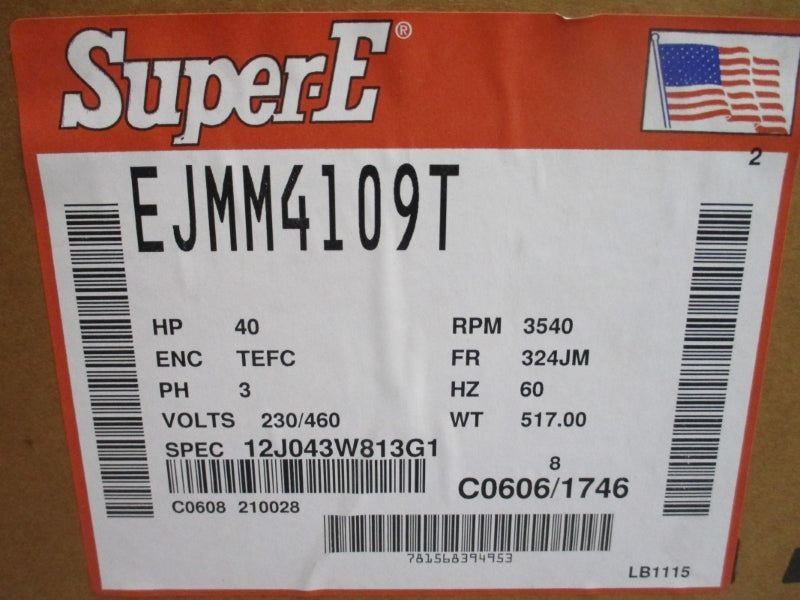 Super-E®
2
EJMM4109T
HP 40 RPM 3540
ENC TEFC FR 324JM
PH 3 HZ 60
VOLTS 230/460 WT 517.00
SPEC 12J043W813G1
8
C0606/1746
C0608 210028
781568394953
LB1115